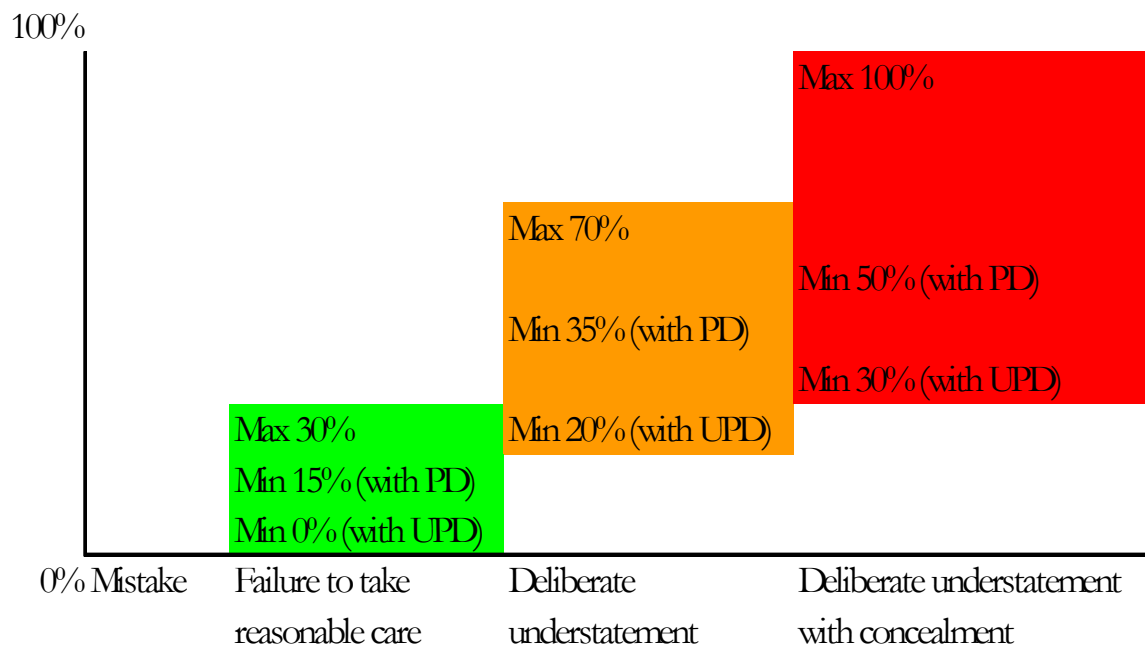 100%
Max 100%
Max 70%
Min 50% (with PD)
Min 35% (with PD)
Min 30% (with UPD)
Max 30%
Min 20% (with UPD)
Min 15% (with PD)
Min 0% (with UPD)
0% Mistake
Failure to take
reasonable care
Deliberate
understatement
Deliberate understatement
with concealment